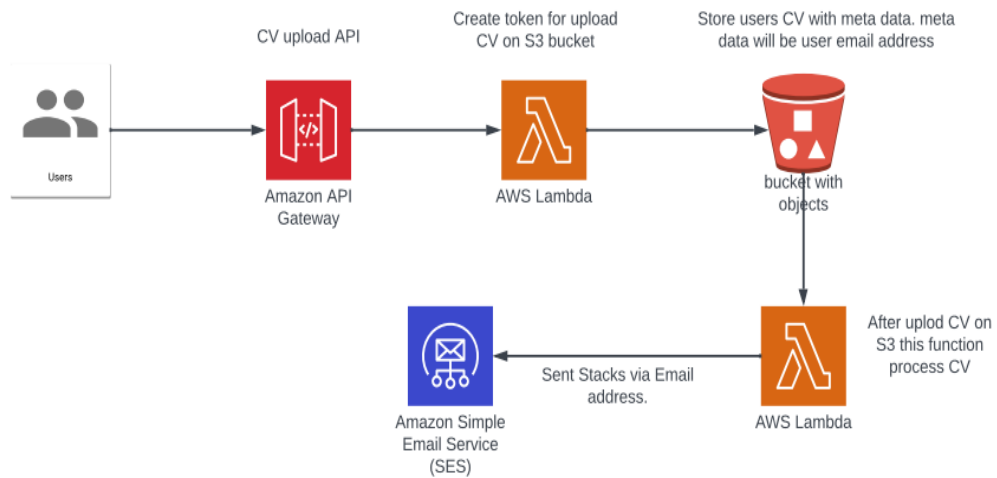 CV upload API
Create token for upload
CV on S3 bucket
Store users CV with meta data. meta
data will be user email address
Users
Amazon API
Gateway
AWS Lambda
bucket with
objects
After uplod CV on
S3 this function
process CV
Sent Stacks via Email
address.
Amazon Simple
Email Service
(SES)
AWS Lambda